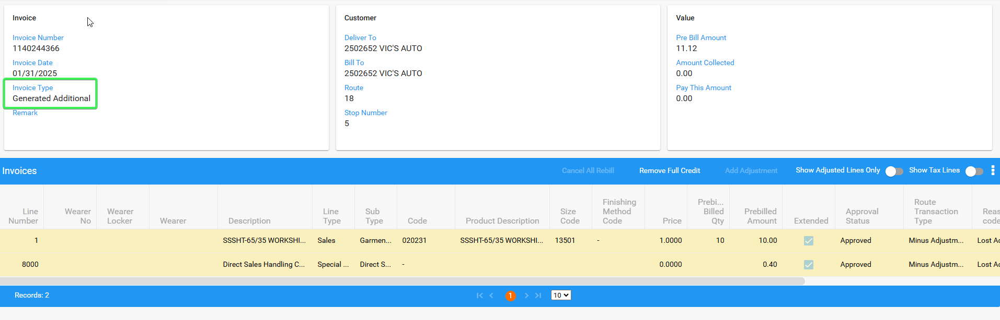 Invoice
Invoice Number
1140244366
Invoice Date
01/31/2025
Invoice Type
Generated Additional
Remark
Customer
Deliver To
2502652 VIC'S AUTO
Bill To
2502652 VIC'S AUTO
Route
18
Stop Number
5
Value
Pre Bill Amount
11.12
Amount Collected
0.00
Pay This Amount
0.00
Invoices Cancel All Rebill Remove Full Credit Add Adjustment Show Adjusted Lines Only Show Tax Lines
Line Number Wearer No Wearer Locker Wearer Description Line Type Sub Type Code Product Description Size Code Finishing Method Code Price Prebi... Billed Qty Prebilled Amount Extended Approval Status Route Transaction Type Reas code
1 SSSHT-65/35 WORKSHI... Sales Garmen... 020231 SSSHT-65/35 WORKSHI... 13501 - 1.0000 10 10.00 Approved Minus Adjustm... Lost Ac
8000 Direct Sales Handling C... Special ... Direct S... - 0.0000 0.40 Approved Minus Adjustm... Lost Ac
Records: 2 1 10